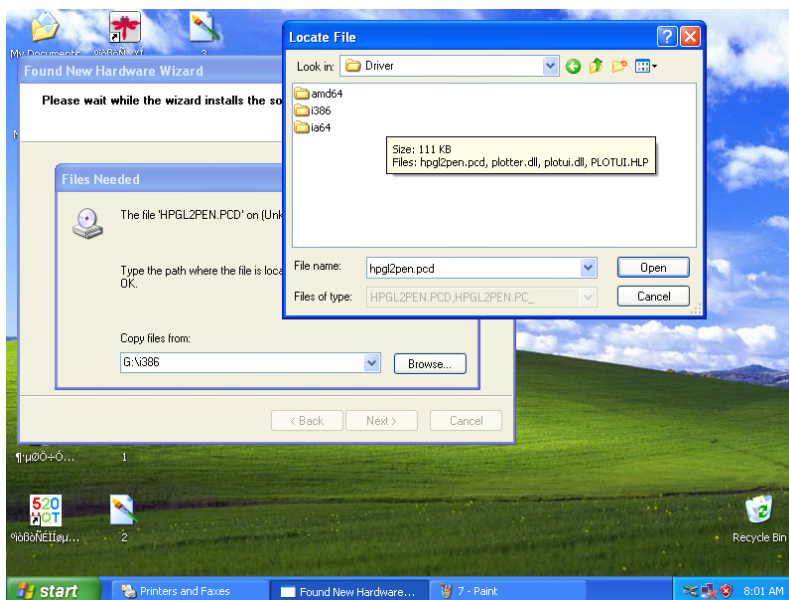 My Documents
3
Found New Hardware Wizard
Please wait while the wizard installs the so
Files Needed
The file 'HPGL2PEN.PCD' on (Unk
Type the path where the file is loca
OK.
Copy files from:
G:\i386
Browse...
< Back
Next >
Cancel
Locate File
Look in:
Driver
amd64
i386
ia64
Size: 111 KB
Files: hpgl2pen.pcd, plotter.dll, plotui.dll, PLOTUI.HLP
File name:
hpgl2pen.pcd
Open
Files of type:
HPGL2PEN.PCD;HPGL2PEN.PC_
Cancel
¶·µØÖ÷Ó...
1
520
2
Recycle Bin
start
Printers and Faxes
Found New Hardware...
7 - Paint
8:01 AM